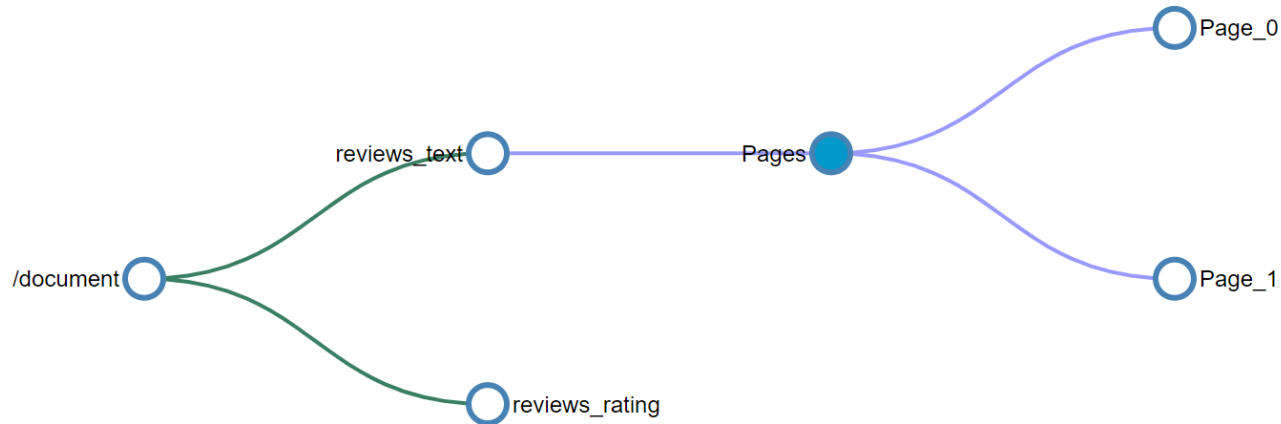 Page_0
reviews_text
Pages
/document
Page_1
reviews_rating